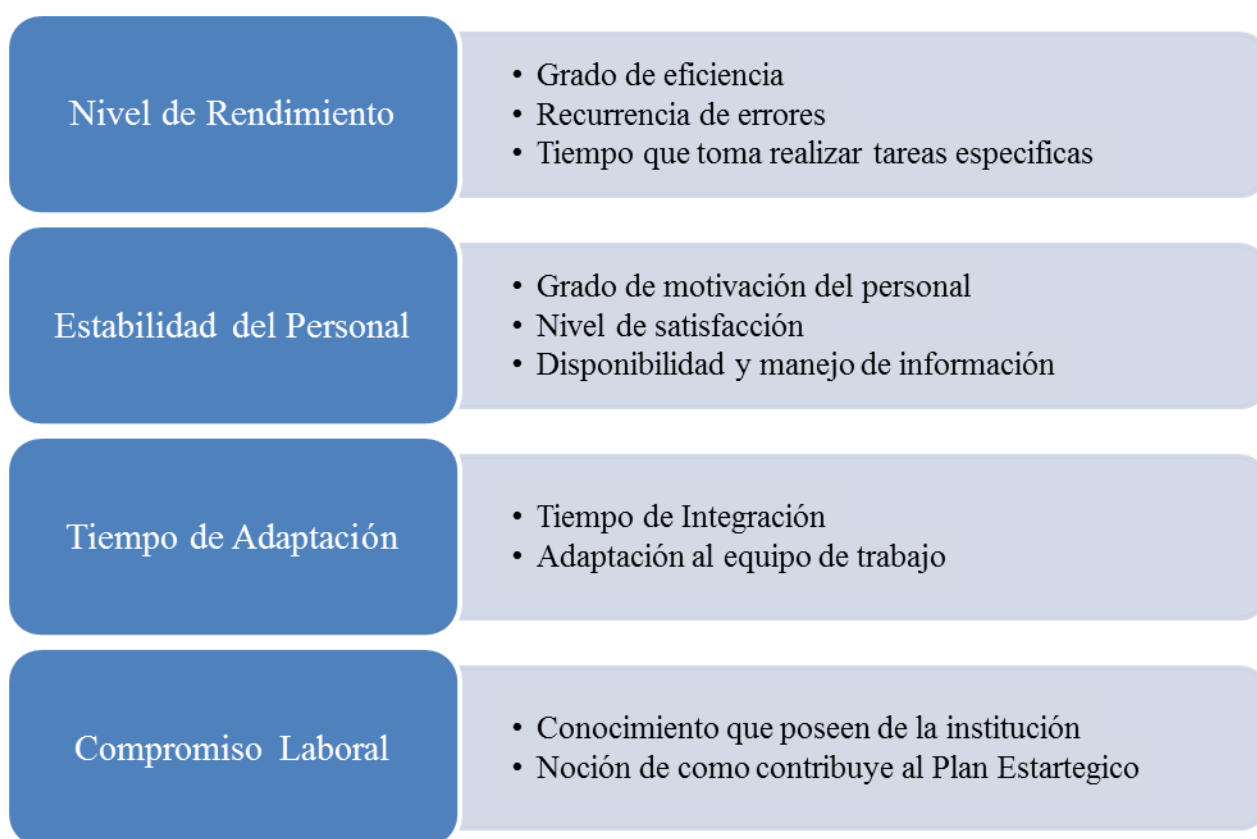 Nivel de Rendimiento
• Grado de eficiencia
• Recurrencia de errores
• Tiempo que toma realizar tareas especificas
Estabilidad del Personal
• Grado de motivación del personal
• Nivel de satisfacción
• Disponibilidad y manejo de información
Tiempo de Adaptación
• Tiempo de Integración
• Adaptación al equipo de trabajo
Compromiso Laboral
• Conocimiento que poseen de la institución
• Noción de como contribuye al Plan Estartegico